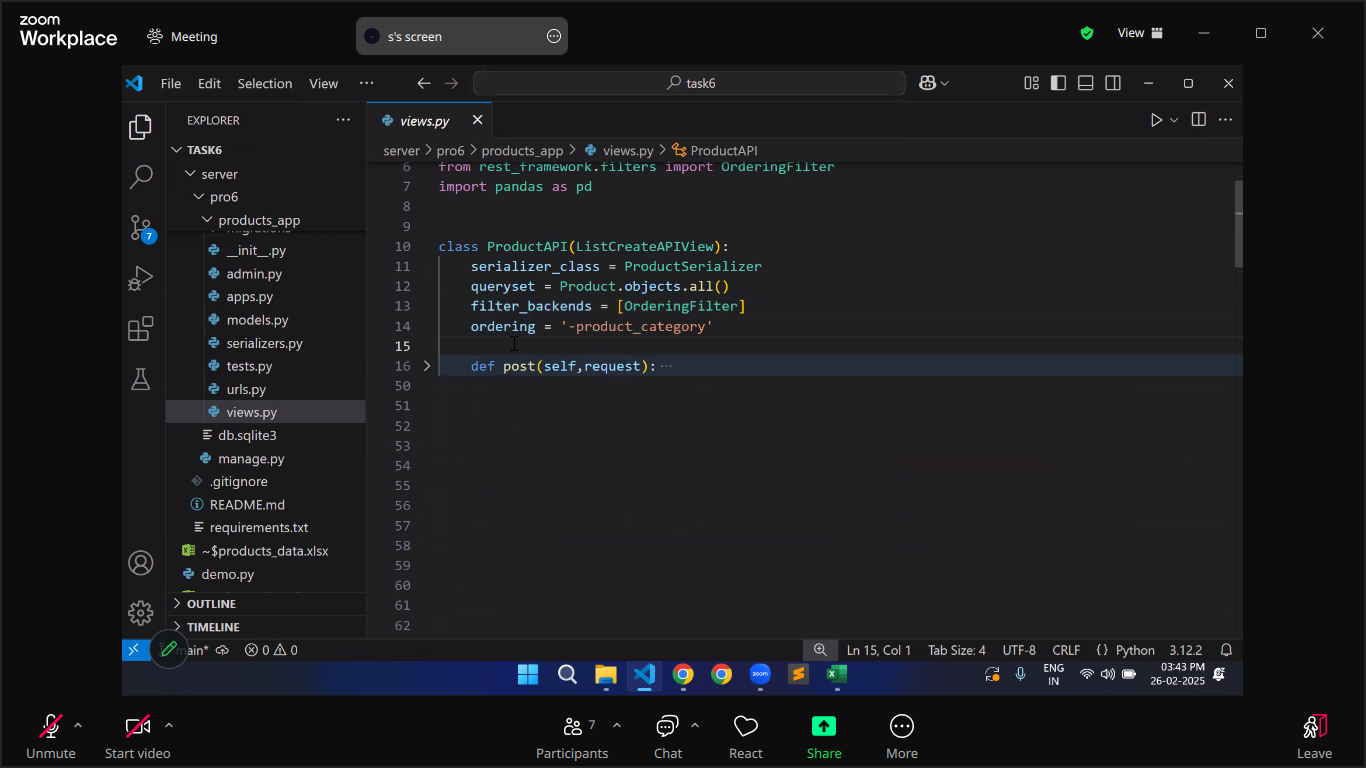 zoom
Workplace
Meeting
s's screen
View
File Edit Selection View ···
task6
EXPLORER
views.py
TASK6
server > pro6 > products_app > views.py > ProductAPI
server
pro6
products_app
__init__.py
admin.py
apps.py
models.py
serializers.py
tests.py
urls.py
views.py
db.sqlite3
manage.py
.gitignore
README.md
requirements.txt
~$products_data.xlsx
demo.py
OUTLINE
TIMELINE
7
6 from rest_framework.filters import OrderingFilter
7 import pandas as pd
8
9
10 class ProductAPI(ListCreateAPIView):
11 serializer_class = ProductSerializer
12 queryset = Product.objects.all()
13 filter_backends = [OrderingFilter]
14 ordering = '-product_category'
15
16 def post(self,request): ···
50
51
52
53
54
55
56
57
58
59
60
61
62
main* 0 0 Ln 15, Col 1 Tab Size: 4 UTF-8 CRLF {} Python 3.12.2
zoom
ENG
IN
03:43 PM
26-02-2025
Unmute
Start video
Participants
7
Chat
React
Share
More
Leave